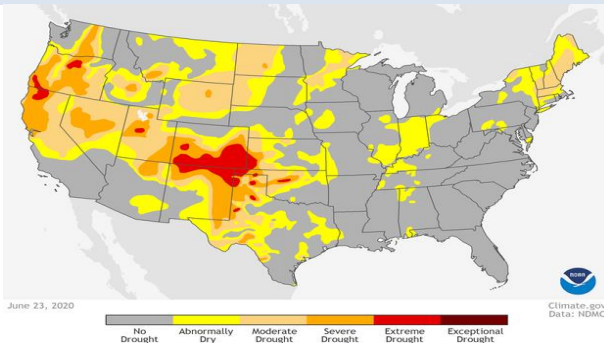 NOAA
June 23, 2020
Climate.gov
Data: NDMC
No Drought
Abnormally Dry
Moderate Drought
Severe Drought
Extreme Drought
Exceptional Drought